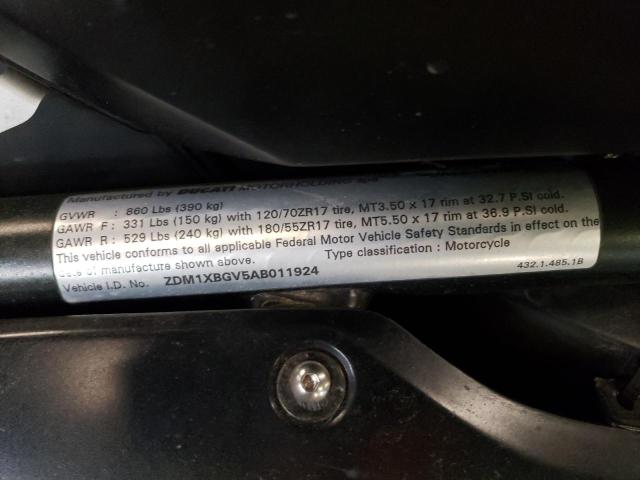 Manufactured by DUCATI MOTORHOLDING spa
GVWR : 860 Lbs (390 kg)
GAWR F : 331 Lbs (150 kg) with 120/70ZR17 tire, MT3.50 x 17 rim at 32.7 P.SI cold.
GAWR R : 529 Lbs (240 kg) with 180/55ZR17 tire, MT5.50 x 17 rim at 36.9 P.SI cold.
This vehicle conforms to all applicable Federal Motor Vehicle Safety Standards in effect on the
date of manufacture shown above. Type classification : Motorcycle
Vehicle I.D. No. ZDM1XBGV5AB011924 432.1.485.1B